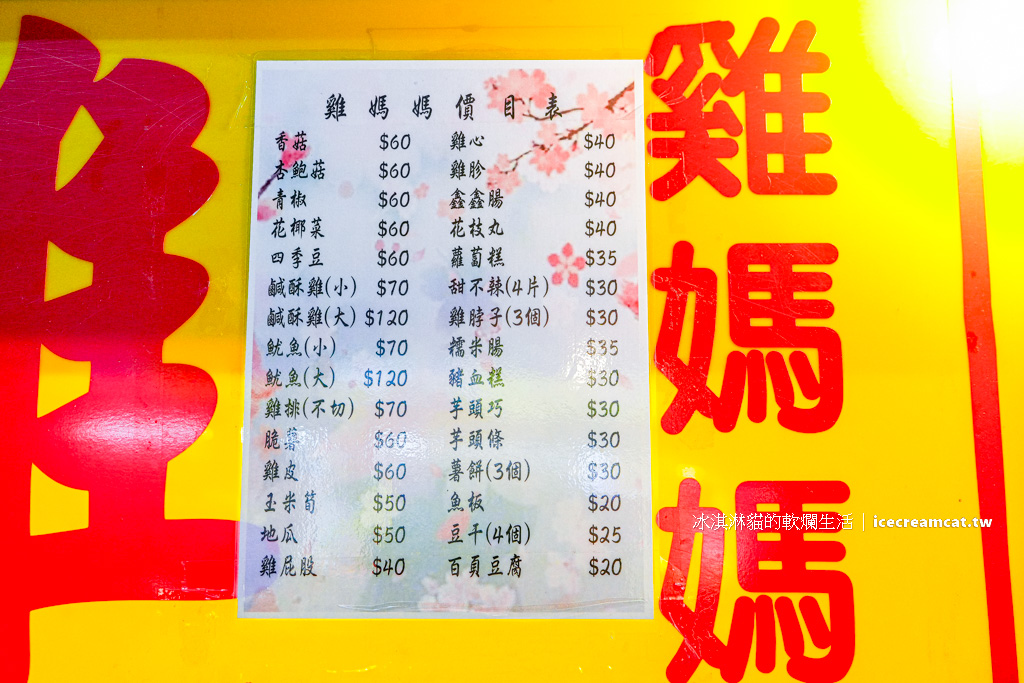 雞媽媽價目表
香菇 $60
杏鮑菇 $60
青椒 $60
花椰菜 $60
四季豆 $60
鹹酥雞(小) $70
鹹酥雞(大) $120
魷魚(小) $70
魷魚(大) $120
雞排(不切) $70
脆薯 $60
雞皮 $60
玉米筍 $50
地瓜 $50
雞屁股 $40
雞心 $40
雞胗 $40
鑫鑫腸 $40
花枝丸 $40
蘿蔔糕 $35
甜不辣(4片) $30
雞脖子(3個) $30
糯米腸 $35
豬血糕 $30
芋頭巧 $30
芋頭條 $30
薯餅(3個) $30
魚板 $20
豆干(4個) $25
百頁豆腐 $20
雞媽媽
冰淇淋貓的軟爛生活｜icecreamcat.tw